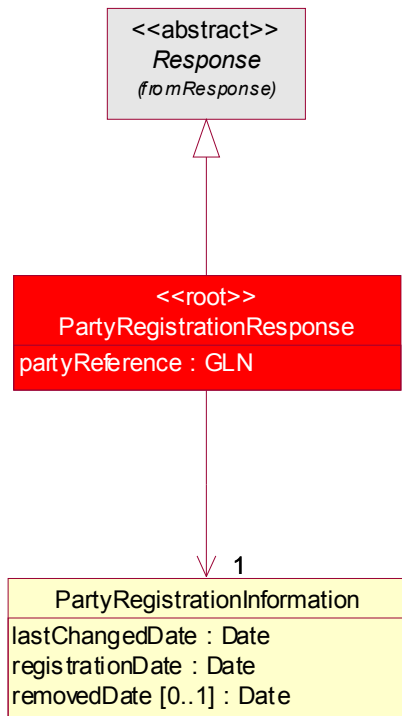 <<abstract>>
Response
(fromResponse)
<<root>>
PartyRegistrationResponse
partyReference : GLN
1
PartyRegistrationInformation
lastChangedDate : Date
registrationDate : Date
removedDate [0..1] : Date